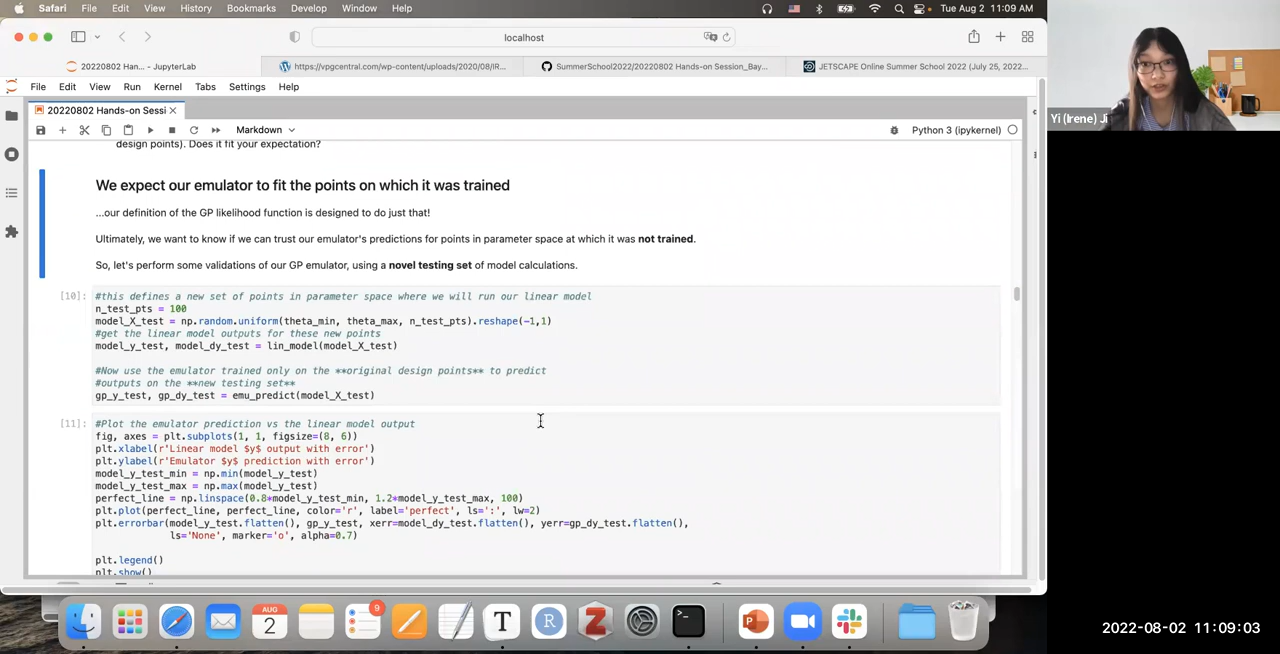 Safari File Edit View History Bookmarks Develop Window Help Tue Aug 2 11:09 AM
localhost
20220802 Han... - JupyterLab https://vpgcentral.com/wp-content/uploads/2020/08/IR... SummerSchool2022/20220802 Hands-on Session_Bay... JETSCAPE Online Summer School 2022 (July 25, 2022...
File Edit View Run Kernel Tabs Settings Help
20220802 Hands-on Sessi
Markdown Python 3 (ipykernel)
design points). Does it fit your expectation?
We expect our emulator to fit the points on which it was trained
...our definition of the GP likelihood function is designed to do just that!
Ultimately, we want to know if we can trust our emulator's predictions for points in parameter space at which it was not trained.
So, let's perform some validations of our GP emulator, using a novel testing set of model calculations.
[10]: #this defines a new set of points in parameter space where we will run our linear model
n_test_pts = 100
model_X_test = np.random.uniform(theta_min, theta_max, n_test_pts).reshape(-1,1)
#get the linear model outputs for these new points
model_y_test, model_dy_test = lin_model(model_X_test)
#Now use the emulator trained only on the **original design points** to predict
#outputs on the **new testing set**
gp_y_test, gp_dy_test = emu_predict(model_X_test)
[11]: #Plot the emulator prediction vs the linear model output
fig, axes = plt.subplots(1, 1, figsize=(8, 6))
plt.xlabel(r'Linear model $y$ output with error')
plt.ylabel(r'Emulator $y$ prediction with error')
model_y_test_min = np.min(model_y_test)
model_y_test_max = np.max(model_y_test)
perfect_line = np.linspace(0.8*model_y_test_min, 1.2*model_y_test_max, 100)
plt.plot(perfect_line, perfect_line, color='r', label='perfect', ls=':', lw=2)
plt.errorbar(model_y_test.flatten(), gp_y_test, xerr=model_dy_test.flatten(), yerr=gp_dy_test.flatten(),
ls='None', marker='o', alpha=0.7)
plt.legend()
plt.show()
Yi (Irene) Ji
AUG
2
9
T
R
Z
P
2022-08-02 11:09:03